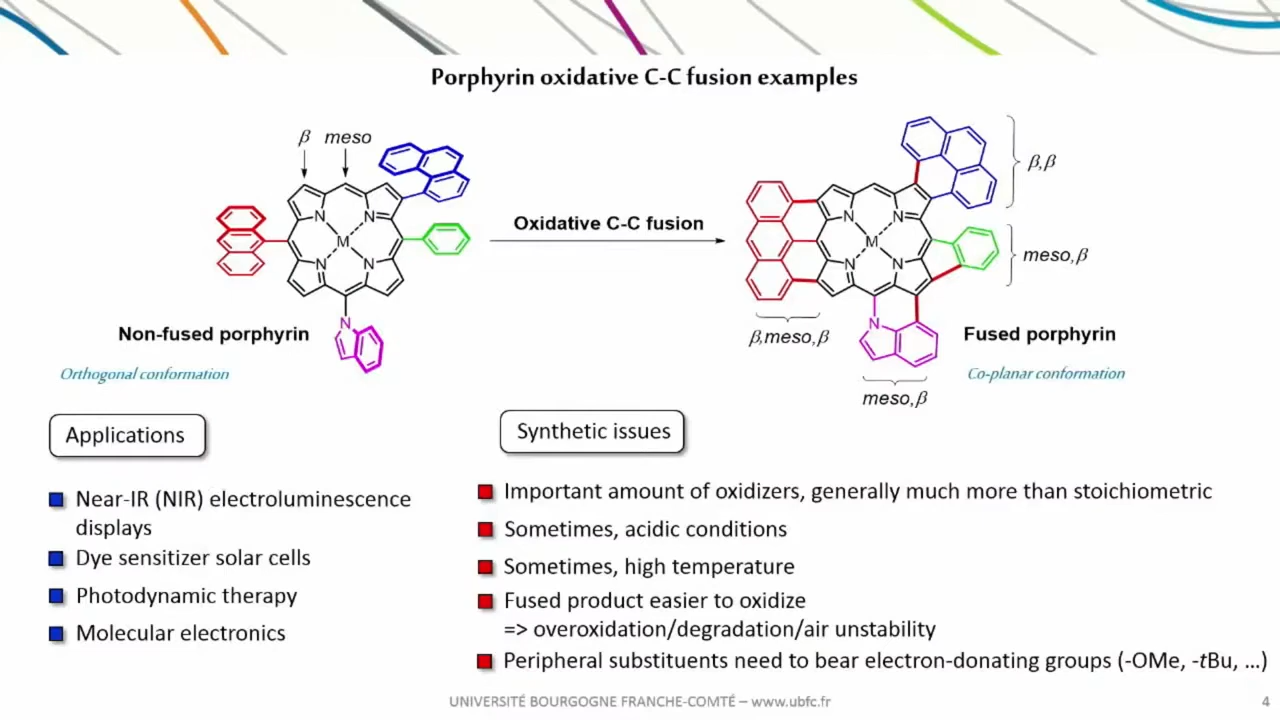 Porphyrin oxidative C-C fusion examples
β meso
N N
M
N N
N
Non-fused porphyrin
Orthogonal conformation
Oxidative C-C fusion
β,β
N N
M
meso,β
N N
β,meso,β
N
Fused porphyrin
Co-planar conformation
meso,β
Applications
Near-IR (NIR) electroluminescence
displays
Dye sensitizer solar cells
Photodynamic therapy
Molecular electronics
Synthetic issues
Important amount of oxidizers, generally much more than stoichiometric
Sometimes, acidic conditions
Sometimes, high temperature
Fused product easier to oxidize
=> overoxidation/degradation/air unstability
Peripheral substituents need to bear electron-donating groups (-OMe, -tBu, ...)
UNIVERSITÉ BOURGOGNE FRANCHE-COMTÉ – www.ubfc.fr
4